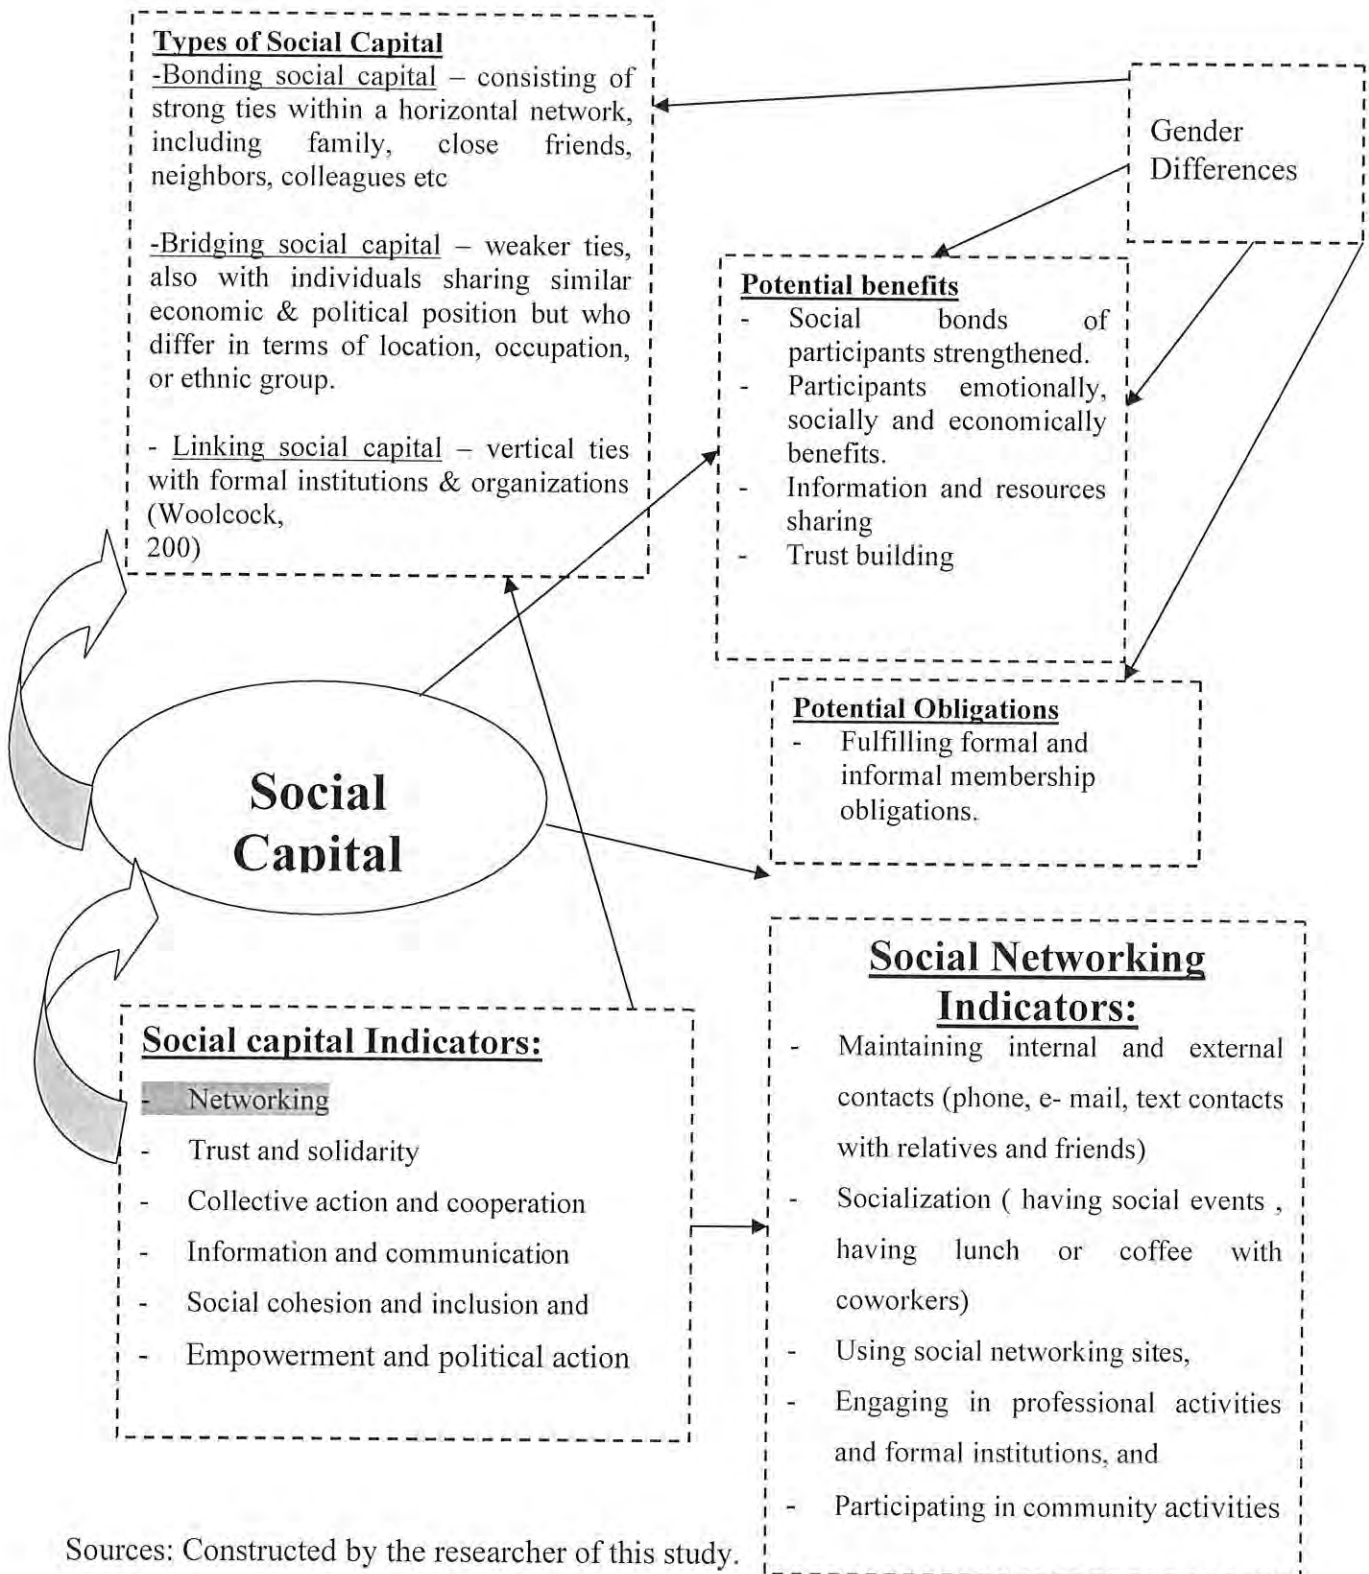 Types of Social Capital
-Bonding social capital – consisting of
strong ties within a horizontal network,
including family, close friends,
neighbors, colleagues etc
-Bridging social capital – weaker ties,
also with individuals sharing similar
economic & political position but who
differ in terms of location, occupation,
or ethnic group.
- Linking social capital – vertical ties
with formal institutions & organizations
(Woolcock,
200)
Gender
Differences
Potential benefits
- Social bonds of
participants strengthened.
- Participants emotionally,
socially and economically
benefits.
- Information and resources
sharing
- Trust building
Potential Obligations
- Fulfilling formal and
informal membership
obligations.
Social
Capital
Social capital Indicators:
- Networking
- Trust and solidarity
- Collective action and cooperation
- Information and communication
- Social cohesion and inclusion and
- Empowerment and political action
Social Networking
Indicators:
- Maintaining internal and external
contacts (phone, e- mail, text contacts
with relatives and friends)
- Socialization ( having social events ,
having lunch or coffee with
coworkers)
- Using social networking sites,
- Engaging in professional activities
and formal institutions, and
- Participating in community activities
Sources: Constructed by the researcher of this study.